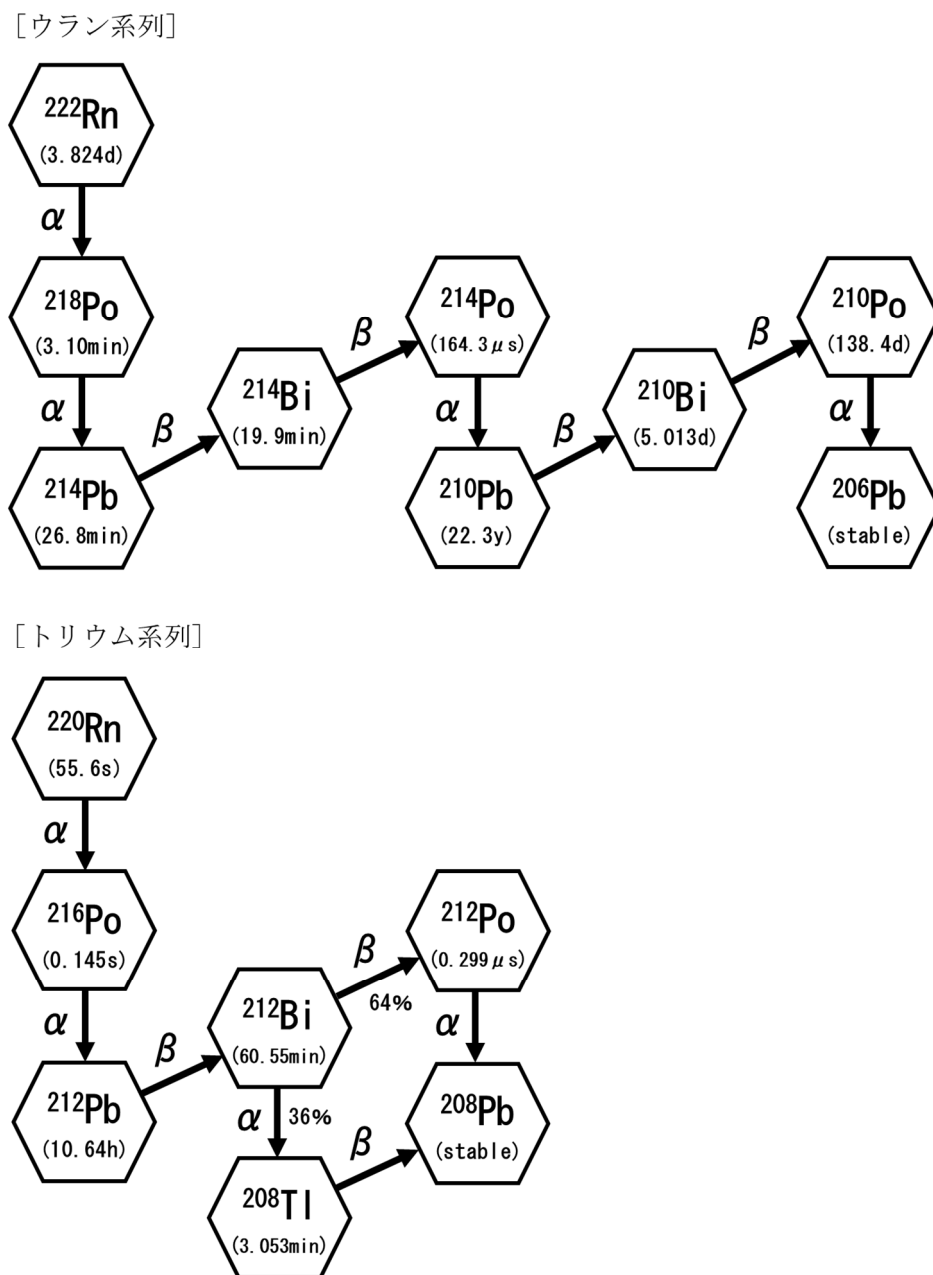 [ウラン系列]
222Rn
(3.824d)
α
218Po
(3.10min)
α
214Pb
(26.8min)
β
214Bi
(19.9min)
β
214Po
(164.3μs)
α
210Pb
(22.3y)
β
210Bi
(5.013d)
β
210Po
(138.4d)
α
206Pb
(stable)
[トリウム系列]
220Rn
(55.6s)
α
216Po
(0.145s)
α
212Pb
(10.64h)
β
212Bi
(60.55min)
β
64%
212Po
(0.299μs)
α
208Pb
(stable)
α 36%
208Tl
(3.053min)
β